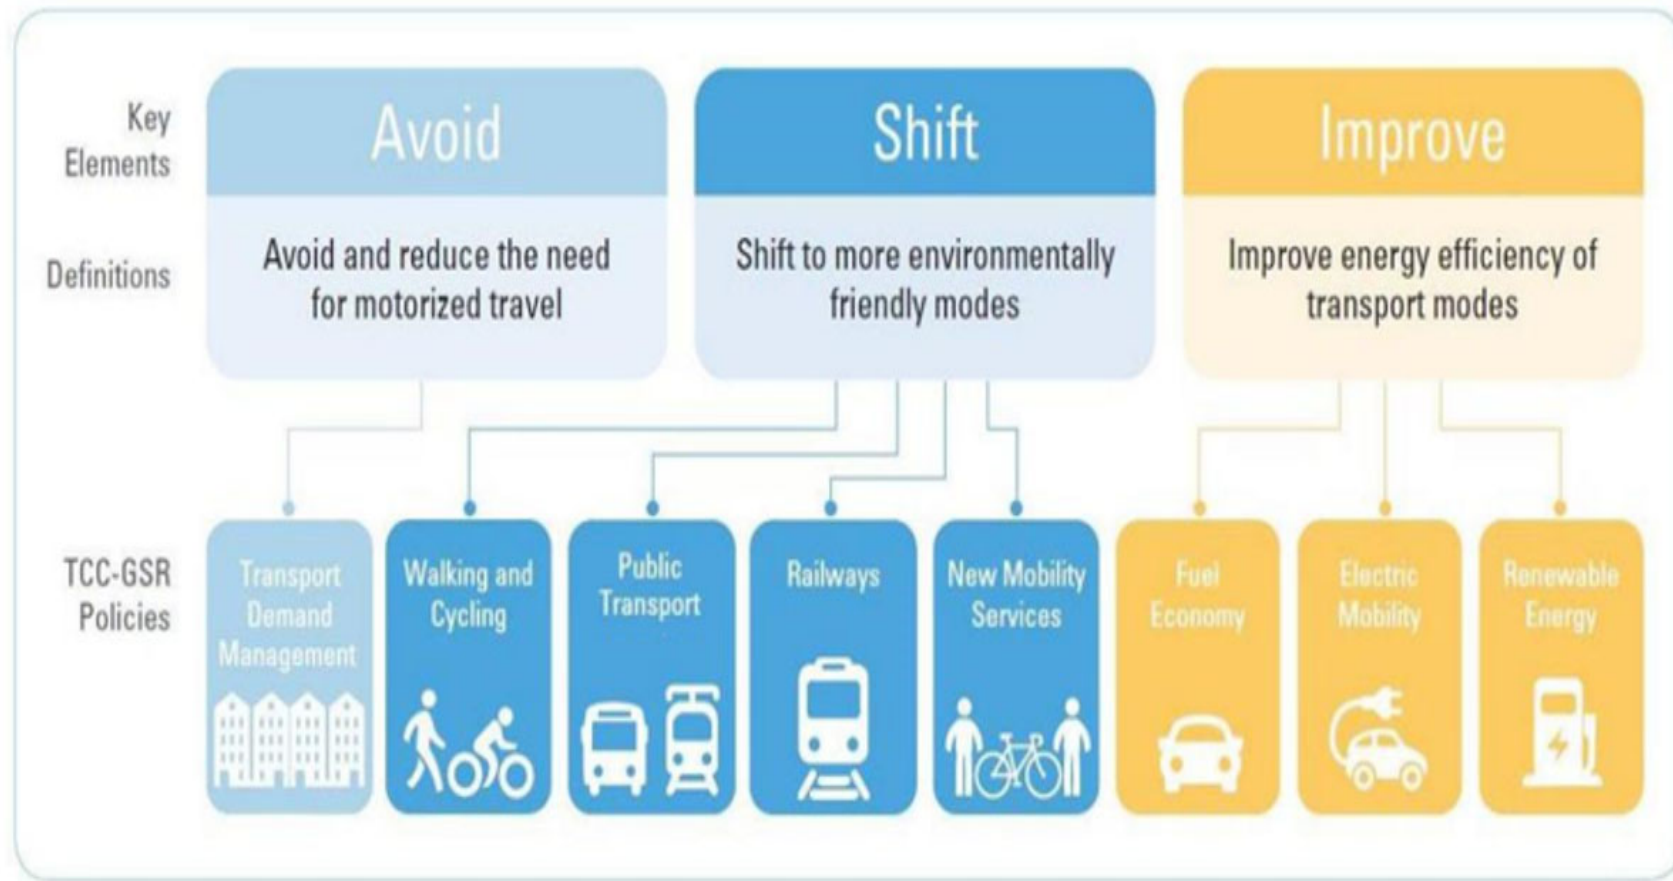 Key
Elements
Avoid
Shift
Improve
Definitions
Avoid and reduce the need
for motorized travel
Shift to more environmentally
friendly modes
Improve energy efficiency of
transport modes
TCC-GSR
Policies
Transport
Demand
Management
Walking and
Cycling
Public
Transport
Railways
New Mobility
Services
Fuel
Economy
Electric
Mobility
Renewable
Energy